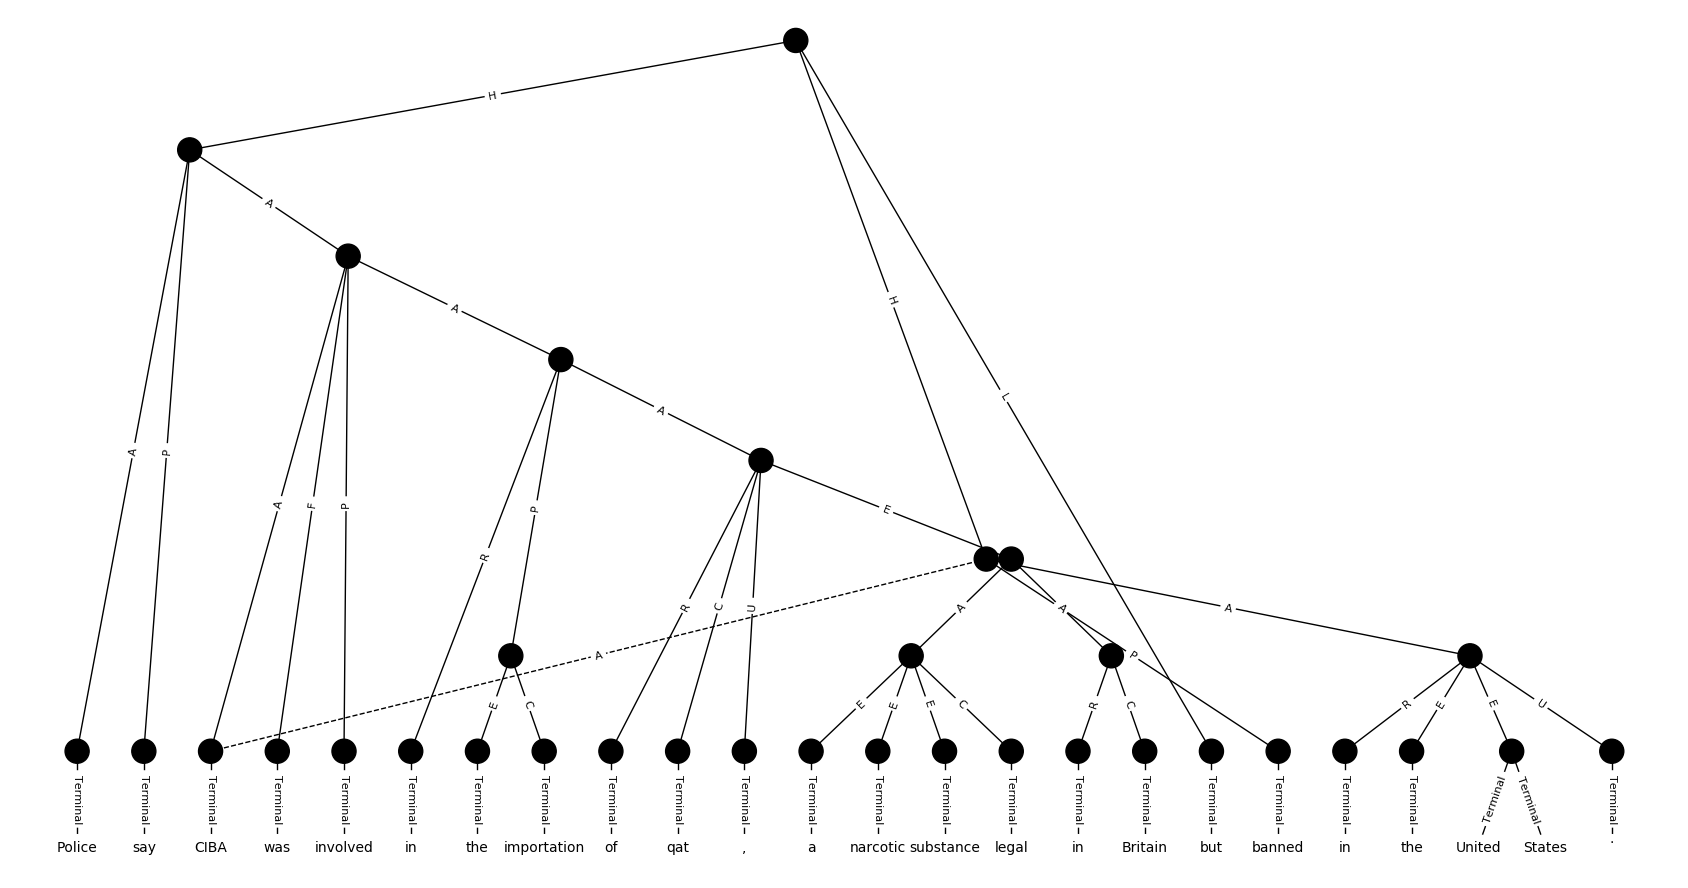 H
A
H
A
L
A
A P
A F P
E
R P
R C U
A A A
A P
E C
E E E C
R C
R E E U
Terminal Terminal Terminal Terminal Terminal Terminal Terminal Terminal Terminal Terminal Terminal Terminal Terminal Terminal Terminal Terminal Terminal Terminal Terminal Terminal Terminal Terminal Terminal Terminal
Police say CIBA was involved in the importation of qat , a narcotic substance legal in Britain but banned in the United States .